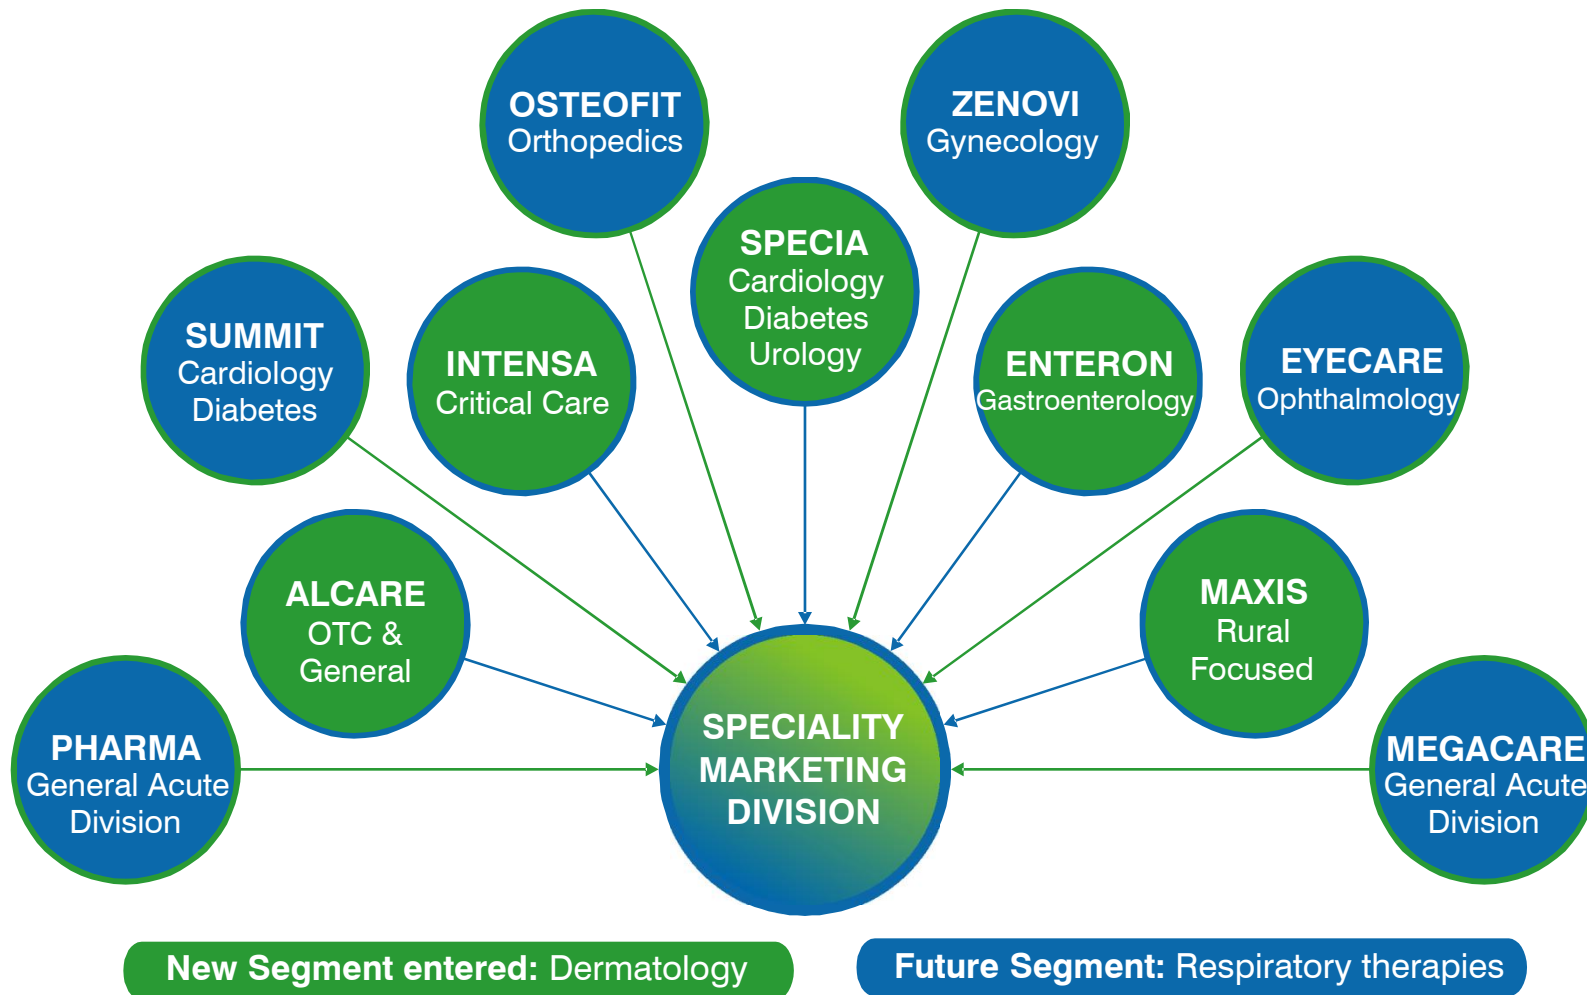 OSTEOFIT
Orthopedics
ZENOVI
Gynecology
SPECIA
Cardiology
Diabetes
Urology
SUMMIT
Cardiology
Diabetes
INTENSA
Critical Care
ENTERON
Gastroenterology
EYECARE
Ophthalmology
ALCARE
OTC &
General
MAXIS
Rural
Focused
PHARMA
General Acute
Division
SPECIALITY
MARKETING
DIVISION
MEGACARE
General Acute
Division
New Segment entered: Dermatology
Future Segment: Respiratory therapies